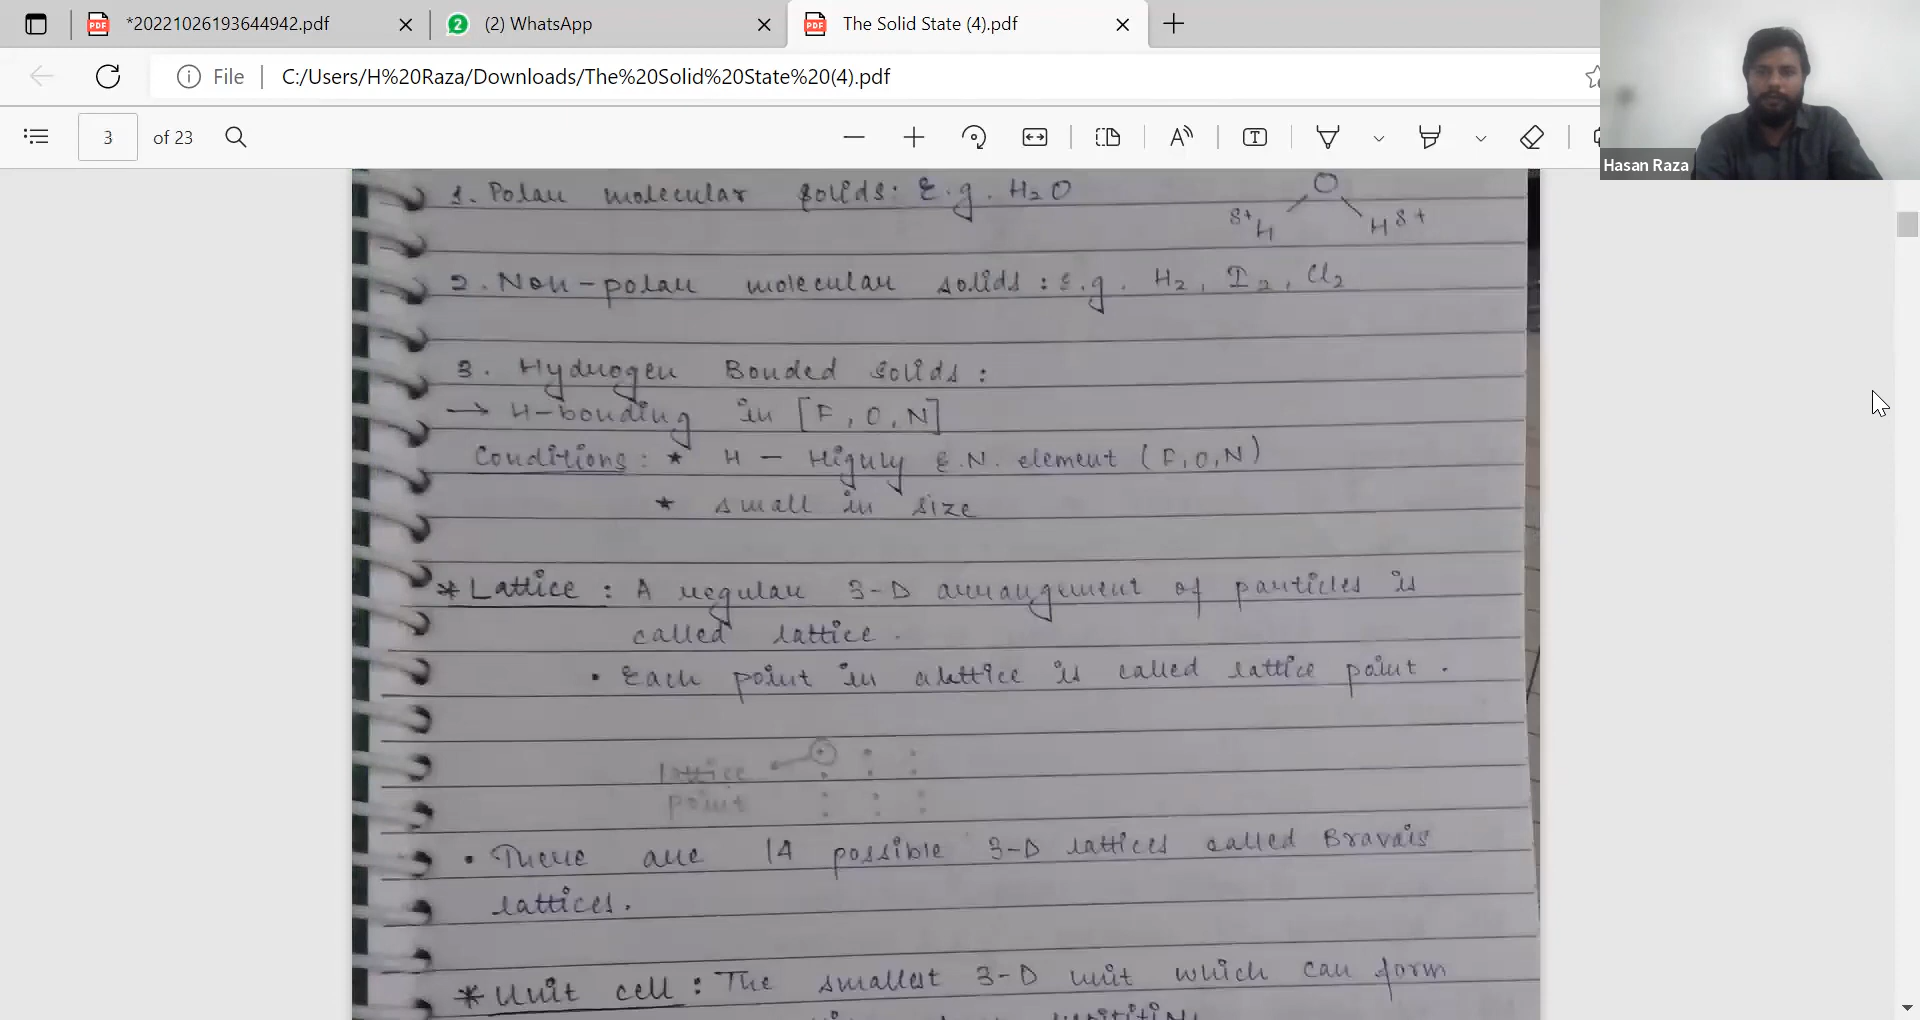 *20221026193644942.pdf
(2) WhatsApp
The Solid State (4).pdf
File
C:/Users/H%20Raza/Downloads/The%20Solid%20State%20(4).pdf
3 of 23
Hasan Raza
1. Polar molecular solids: E.g. H2O
O
δ+ H H δ+
2. Non-polar molecular solids: E.g. H2, I2, Cl2
3. Hydrogen Bonded solids:
→ H-bonding in [F, O, N]
Conditions: * H – Highly E.N. element (F, O, N)
* small in size
* Lattice: A regular 3-D arrangement of particles is
called lattice.
• Each point in a lattice is called lattice point.
lattice
point
• There are 14 possible 3-D lattices called Bravais
lattices.
* Unit cell: The smallest 3-D unit which can form